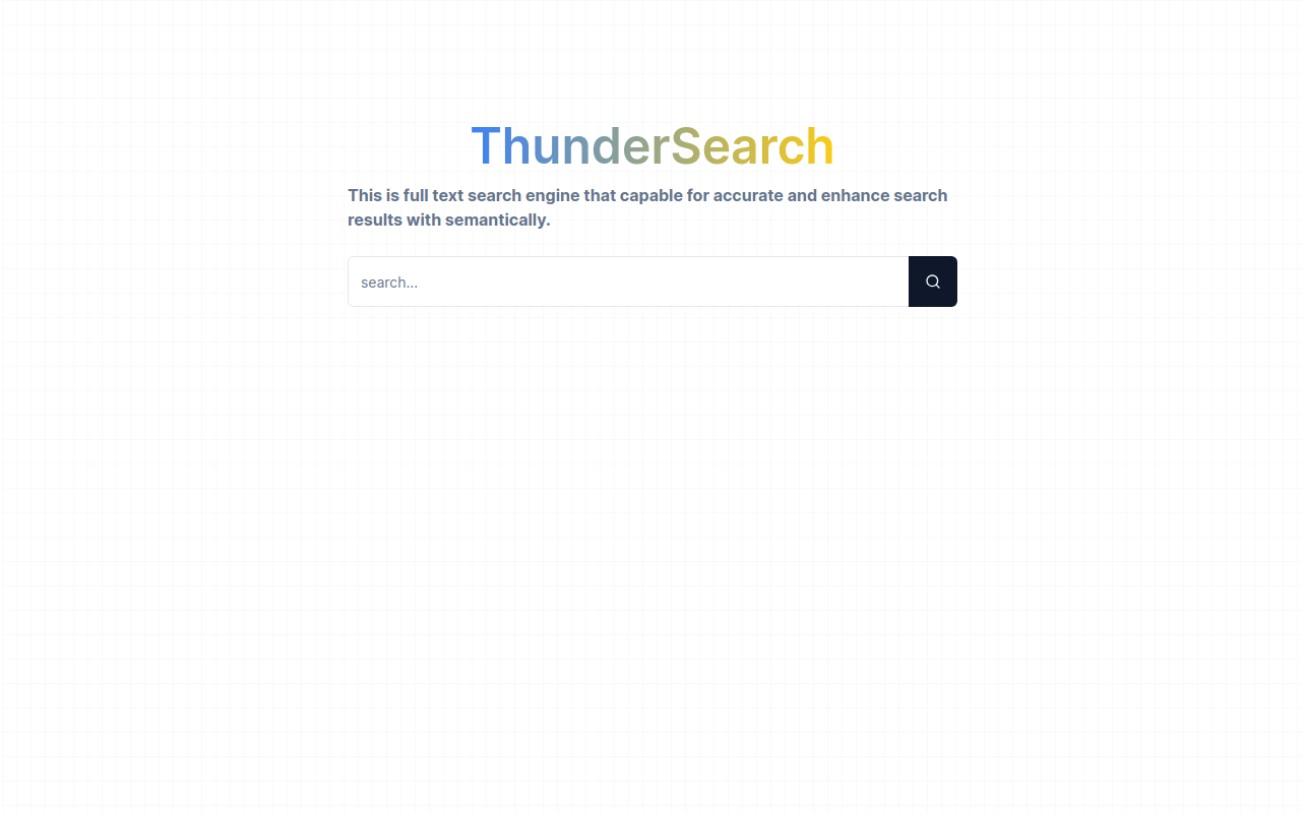 ThunderSearch
This is full text search engine that capable for accurate and enhance search
results with semantically.
search...